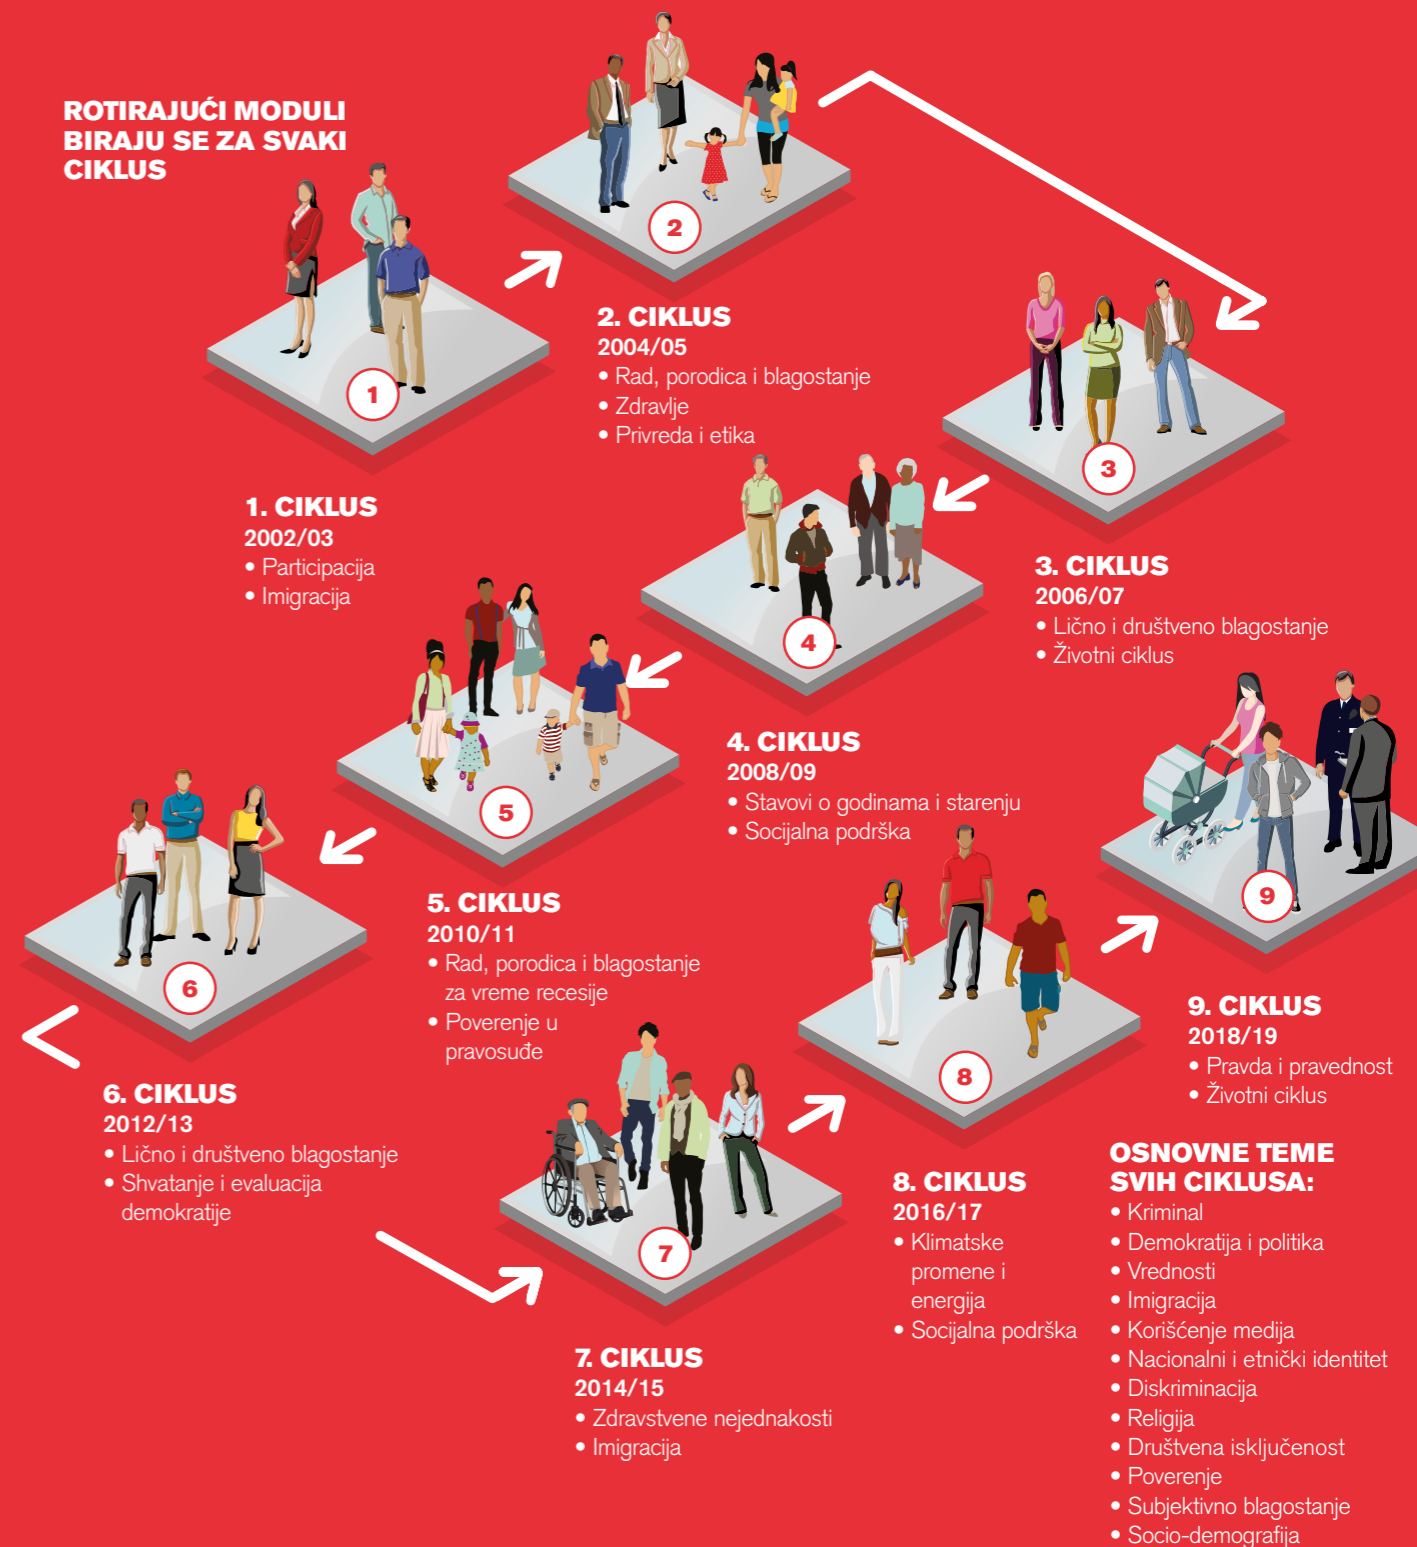 ROTIRAJUĆI MODULI
BIRAJU SE ZA SVAKI
CIKLUS
1
1. CIKLUS
2002/03
• Participacija
• Imigracija
2
2. CIKLUS
2004/05
• Rad, porodica i blagostanje
• Zdravlje
• Privreda i etika
3
3. CIKLUS
2006/07
• Lično i društveno blagostanje
• Životni ciklus
4
4. CIKLUS
2008/09
• Stavovi o godinama i starenju
• Socijalna podrška
5
5. CIKLUS
2010/11
• Rad, porodica i blagostanje
za vreme recesije
• Poverenje u
pravosuđe
6
6. CIKLUS
2012/13
• Lično i društveno blagostanje
• Shvatanje i evaluacija
demokratije
7
7. CIKLUS
2014/15
• Zdravstvene nejednakosti
• Imigracija
8
8. CIKLUS
2016/17
• Klimatske
promene i
energija
• Socijalna podrška
9
9. CIKLUS
2018/19
• Pravda i pravednost
• Životni ciklus
OSNOVNE TEME
SVIH CIKLUSA:
• Kriminal
• Demokratija i politika
• Vrednosti
• Imigracija
• Korišćenje medija
• Nacionalni i etnički identitet
• Diskriminacija
• Religija
• Društvena isključenost
• Poverenje
• Subjektivno blagostanje
• Socio-demografija